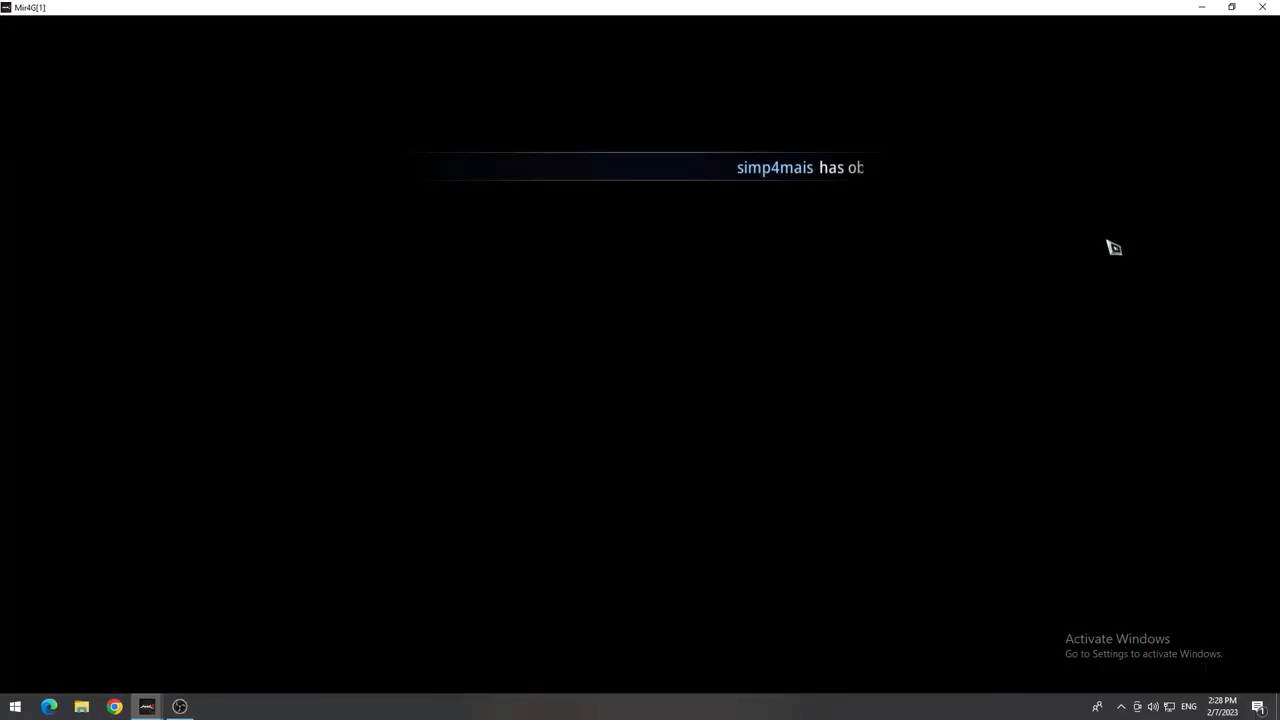 Mir4G[1]
simp4mais has ob
Activate Windows
Go to Settings to activate Windows.
ENG
2:28 PM
2/7/2023